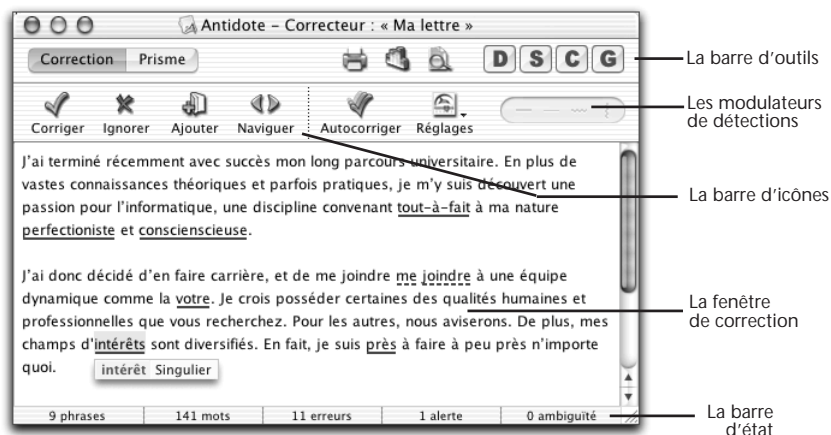 Antidote – Correcteur : « Ma lettre »
Correction Prisme D S C G
La barre d'outils
Corriger Ignorer Ajouter Naviguer Autocorriger Réglages
Les modulateurs
de détections
J'ai terminé récemment avec succès mon long parcours universitaire. En plus de
vastes connaissances théoriques et parfois pratiques, je m'y suis découvert une
passion pour l'informatique, une discipline convenant tout-à-fait à ma nature
perfectioniste et conscienscieuse.
La barre d'icônes
J'ai donc décidé d'en faire carrière, et de me joindre me joindre à une équipe
dynamique comme la votre. Je crois posséder certaines des qualités humaines et
professionnelles que vous recherchez. Pour les autres, nous aviserons. De plus, mes
champs d'intérêts sont diversifiés. En fait, je suis près à faire à peu près n'importe
quoi.
intérêt Singulier
La fenêtre
de correction
9 phrases 141 mots 11 erreurs 1 alerte 0 ambiguïté
La barre
d'état